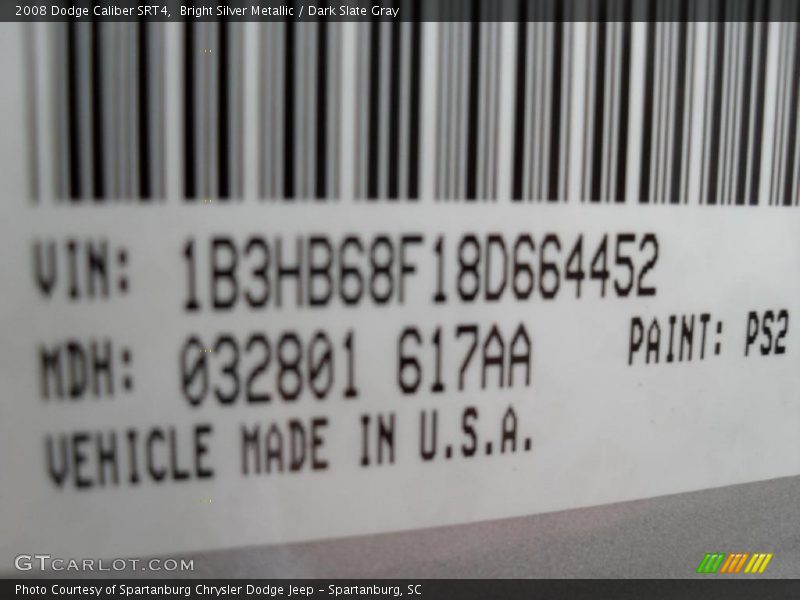 2008 Dodge Caliber SRT4,  Bright Silver Metallic / Dark Slate Gray
VIN: 1B3HB68F18D664452
MDH: 032801 617AA
PAINT: PS2
VEHICLE MADE IN U.S.A.
GTCARLOT.COM
Photo Courtesy of Spartanburg Chrysler Dodge Jeep - Spartanburg, SC